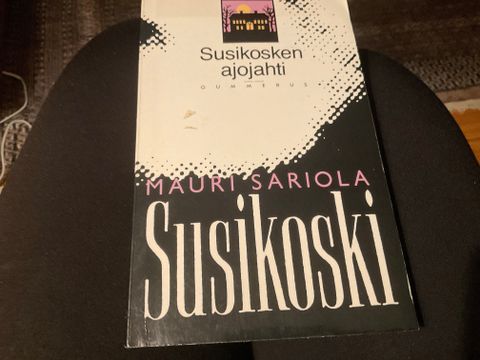 Susikosken
ajojahti
GUMMERUS
MAURI SARIOLA
Susikoski